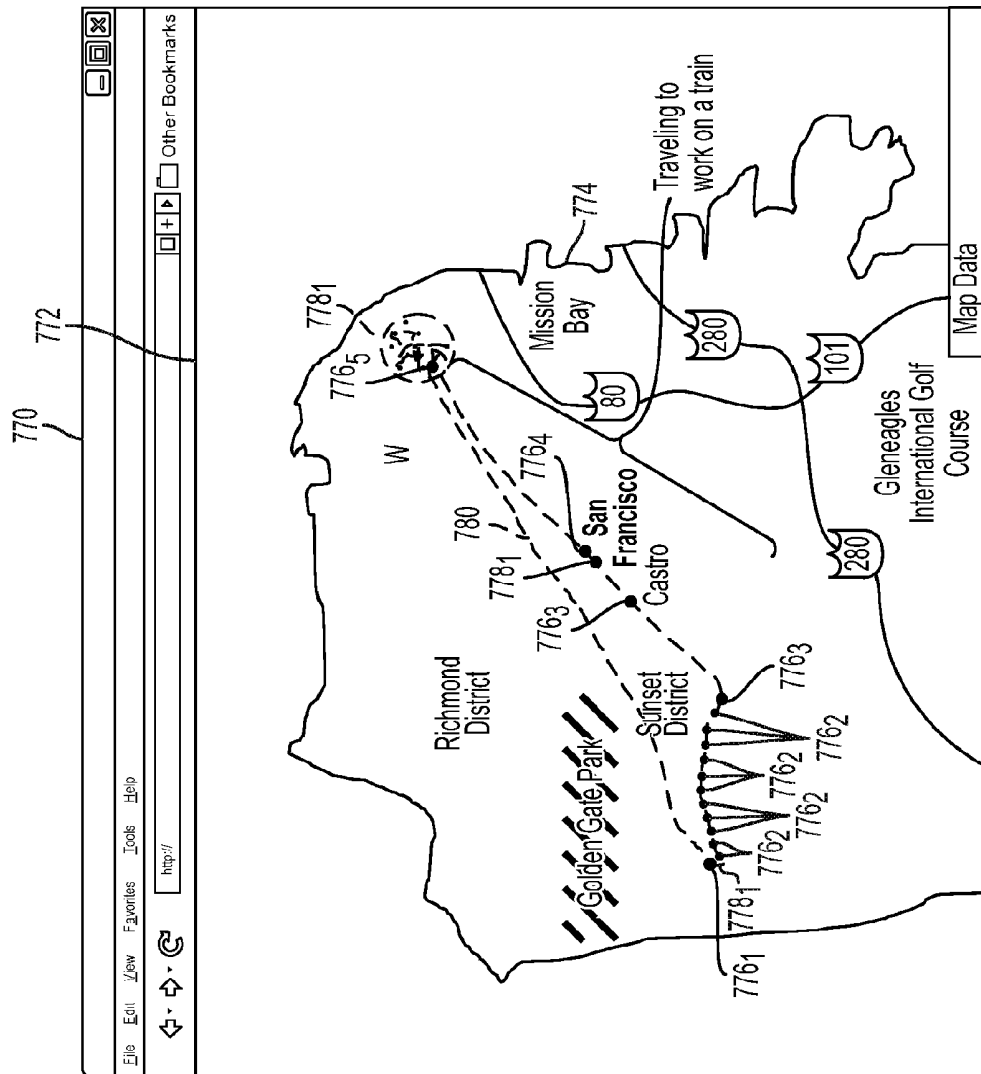 770
772
File Edit View Favorites Tools Help
http://
Other Bookmarks
778₁
776₅
W
774
Mission
Bay
Traveling to
work on a train
780
778₁
776₄
San
Francisco
776₃
Castro
80
280
101
280
Richmond
District
Golden Gate Park
Sunset
District
776₃
776₂
776₂
776₂
776₂
778₁
776₁
Gleneagles
International Golf
Course
Map Data